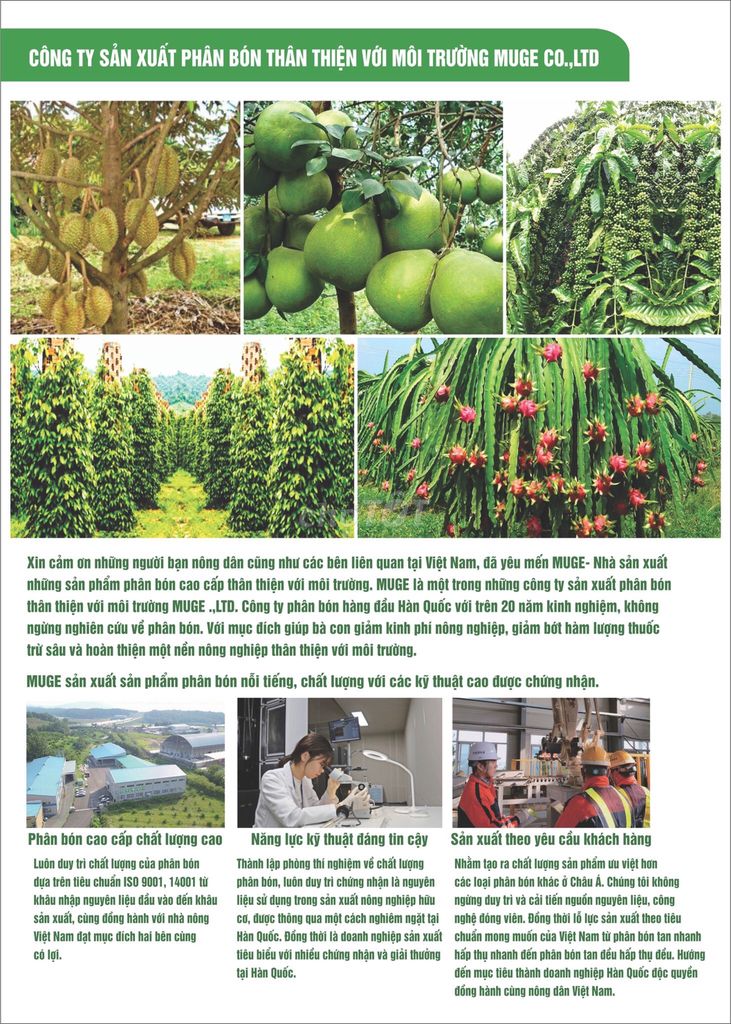 CÔNG TY SẢN XUẤT PHÂN BÓN THÂN THIỆN VỚI MÔI TRƯỜNG MUGE CO.,LTD
Xin cảm ơn những người bạn nông dân cũng như các bên liên quan tại Việt Nam, đã yêu mến MUGE- Nhà sản xuất
những sản phẩm phân bón cao cấp thân thiện với môi trường. MUGE là một trong những công ty sản xuất phân bón
thân thiện với môi trường MUGE .,LTD. Công ty phân bón hàng đầu Hàn Quốc với trên 20 năm kinh nghiệm, không
ngừng nghiên cứu về phân bón. Với mục đích giúp bà con giảm kinh phí nông nghiệp, giảm bớt hàm lượng thuốc
trừ sâu và hoàn thiện một nền nông nghiệp thân thiện với môi trường.
MUGE sản xuất sản phẩm phân bón nỗi tiếng, chất lượng với các kỹ thuật cao được chứng nhận.
Phân bón cao cấp chất lượng cao
Luôn duy trì chất lượng của phân bón
dựa trên tiêu chuẩn ISO 9001, 14001 từ
khâu nhập nguyên liệu đầu vào đến khâu
sản xuất, cùng đồng hành với nhà nông
Việt Nam đạt mục đích hai bên cùng
có lợi.
Năng lực kỹ thuật đáng tin cậy
Thành lập phòng thí nghiệm về chất lượng
phân bón, luôn duy trì chứng nhận là nguyên
liệu sử dụng trong sản xuất nông nghiệp hữu
cơ, được thông qua một cách nghiêm ngặt tại
Hàn Quốc. Đồng thời là doanh nghiệp sản xuất
tiêu biểu với nhiều chứng nhận và giải thưởng
tại Hàn Quốc.
Sản xuất theo yêu cầu khách hàng
Nhằm tạo ra chất lượng sản phẩm ưu việt hơn
các loại phân bón khác ở Châu Á. Chúng tôi không
ngừng duy trì và cải tiến nguồn nguyên liệu, công
nghệ đóng viên. Đồng thời lỗ lực sản xuất theo tiêu
chuẩn mong muốn của Việt Nam từ phân bón tan nhanh
hấp thụ nhanh đến phân bón tan đều hấp thụ đều. Hướng
đến mục tiêu thành doanh nghiệp Hàn Quốc độc quyền
đồng hành cùng nông dân Việt Nam.